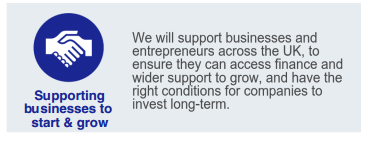 Supporting
businesses to
start & grow
We will support businesses and
entrepreneurs across the UK, to
ensure they can access finance and
wider support to grow, and have the
right conditions for companies to
invest long-term.